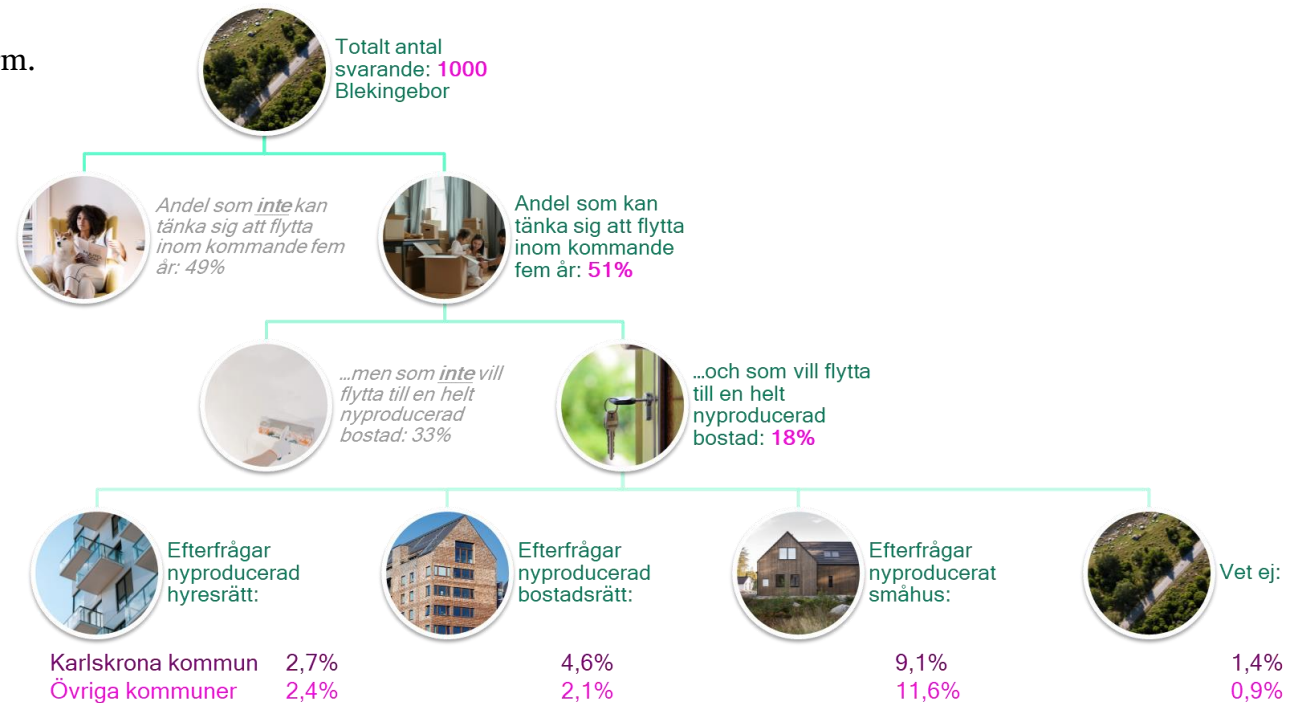 m.
Totalt antal
svarande: 1000
Blekingebor
Andel som inte kan
tänka sig att flytta
inom kommande fem
år: 49%
Andel som kan
tänka sig att flytta
inom kommande
fem år: 51%
...men som inte vill
flytta till en helt
nyproducerad
bostad: 33%
...och som vill flytta
till en helt
nyproducerad
bostad: 18%
Efterfrågar
nyproducerad
hyresrätt:
Efterfrågar
nyproducerad
bostadsrätt:
Efterfrågar
nyproducerat
småhus:
Vet ej:
Karlskrona kommun 2,7% 4,6% 9,1% 1,4%
Övriga kommuner 2,4% 2,1% 11,6% 0,9%